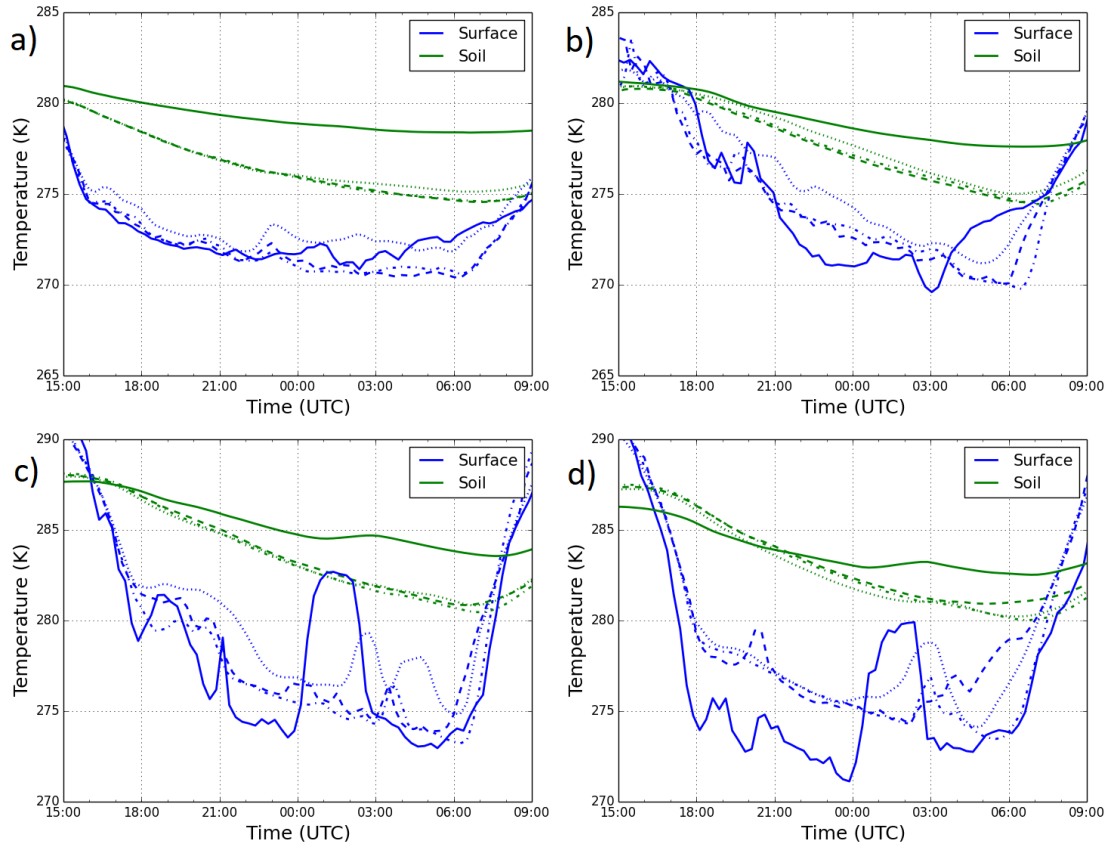 a)
285
280
275
270
265
Temperature (K)
Surface
Soil
15:00 18:00 21:00 00:00 03:00 06:00 09:00
Time (UTC)
b)
285
280
275
270
265
Temperature (K)
Surface
Soil
15:00 18:00 21:00 00:00 03:00 06:00 09:00
Time (UTC)
c)
290
285
280
275
270
Temperature (K)
Surface
Soil
15:00 18:00 21:00 00:00 03:00 06:00 09:00
Time (UTC)
d)
290
285
280
275
270
Temperature (K)
Surface
Soil
15:00 18:00 21:00 00:00 03:00 06:00 09:00
Time (UTC)